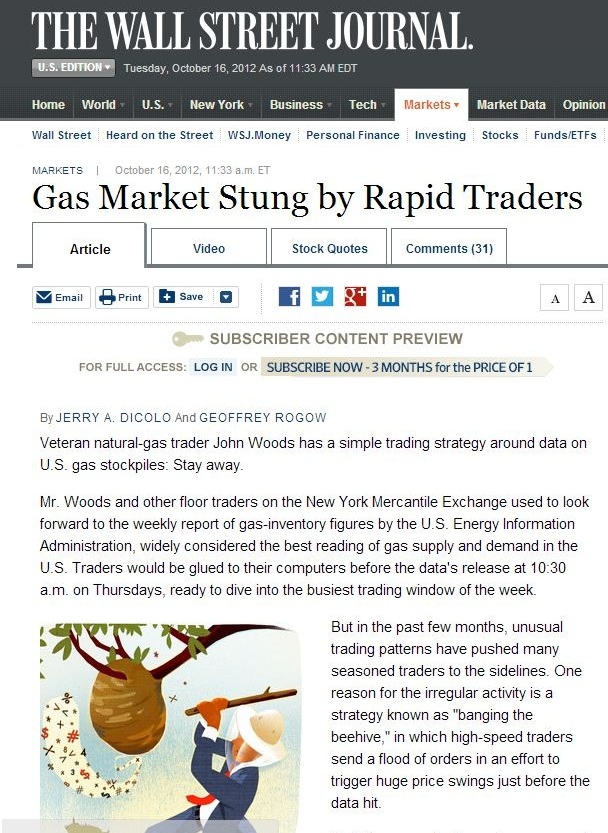 THE WALL STREET JOURNAL.
U.S. EDITION
Tuesday, October 16, 2012 As of 11:33 AM EDT
Home World U.S. New York Business Tech Markets Market Data Opinion
Wall Street Heard on the Street WSJ.Money Personal Finance Investing Stocks Funds/ETFs
MARKETS | October 16, 2012, 11:33 a.m. ET
Gas Market Stung by Rapid Traders
Article Video Stock Quotes Comments (31)
Email Print + Save f g+ in A A
SUBSCRIBER CONTENT PREVIEW
FOR FULL ACCESS: LOG IN OR SUBSCRIBE NOW - 3 MONTHS for the PRICE OF 1
By JERRY A. DICOLO And GEOFFREY ROGOW
Veteran natural-gas trader John Woods has a simple trading strategy around data on
U.S. gas stockpiles: Stay away.
Mr. Woods and other floor traders on the New York Mercantile Exchange used to look
forward to the weekly report of gas-inventory figures by the U.S. Energy Information
Administration, widely considered the best reading of gas supply and demand in the
U.S. Traders would be glued to their computers before the data's release at 10:30
a.m. on Thursdays, ready to dive into the busiest trading window of the week.
But in the past few months, unusual
trading patterns have pushed many
seasoned traders to the sidelines. One
reason for the irregular activity is a
strategy known as "banging the
beehive," in which high-speed traders
send a flood of orders in an effort to
trigger huge price swings just before the
data hit.